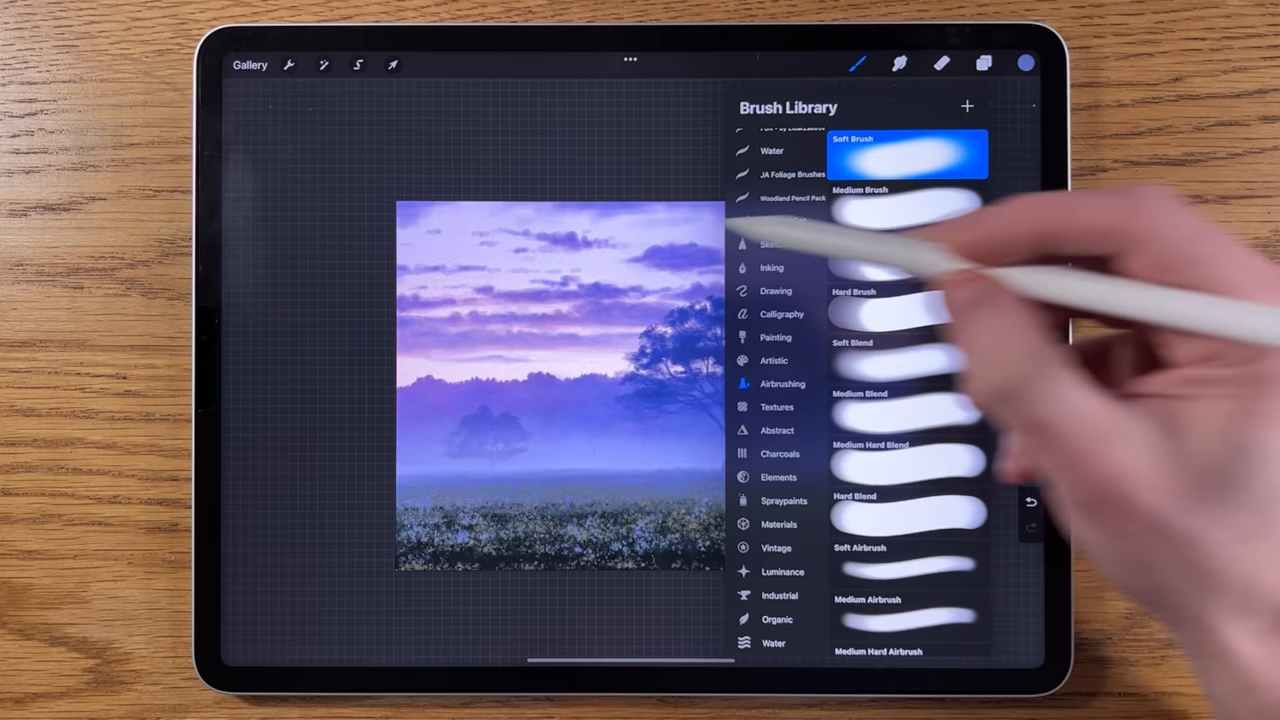 Gallery
Brush Library
Water
JA Foliage Brushes
Woodland Pencil Pack
Inking
Drawing
Calligraphy
Painting
Artistic
Airbrushing
Textures
Abstract
Charcoals
Elements
Spraypaints
Materials
Vintage
Luminance
Industrial
Organic
Water
Soft Brush
Medium Brush
Hard Brush
Soft Blend
Medium Blend
Medium Hard Blend
Hard Blend
Soft Airbrush
Medium Airbrush
Medium Hard Airbrush